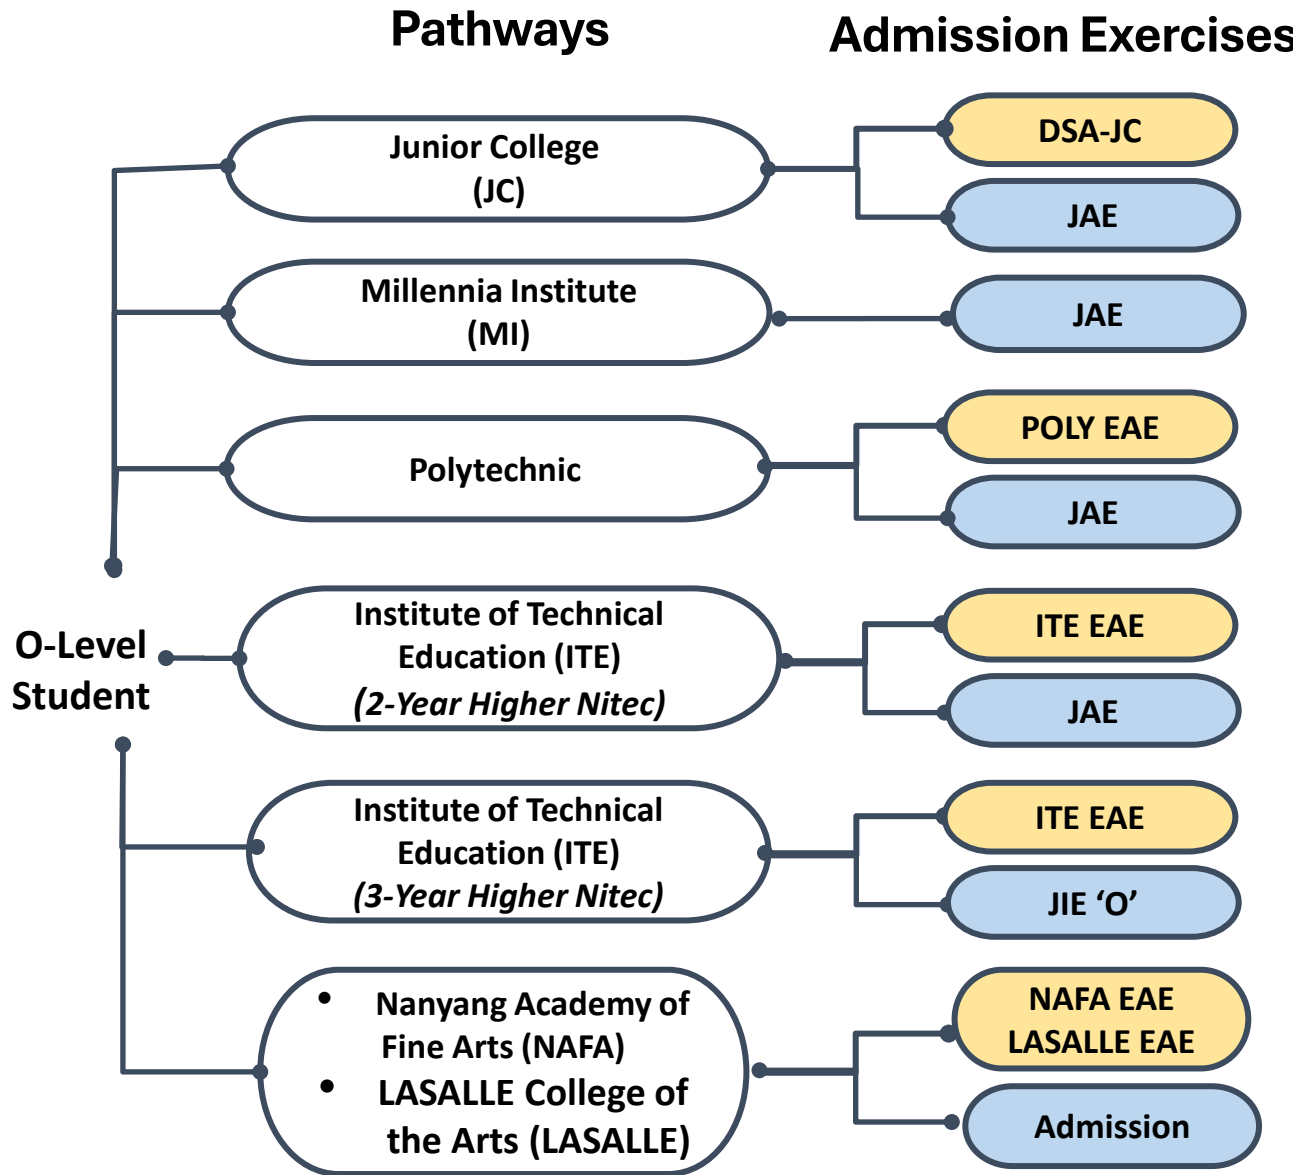 Pathways
Admission Exercises
Junior College
(JC)
DSA-JC
JAE
Millennia Institute
(MI)
JAE
Polytechnic
POLY EAE
JAE
O-Level
Student
Institute of Technical
Education (ITE)
(2-Year Higher Nitec)
ITE EAE
JAE
Institute of Technical
Education (ITE)
(3-Year Higher Nitec)
ITE EAE
JIE ‘O’
• Nanyang Academy of
Fine Arts (NAFA)
• LASALLE College of
the Arts (LASALLE)
NAFA EAE
LASALLE EAE
Admission